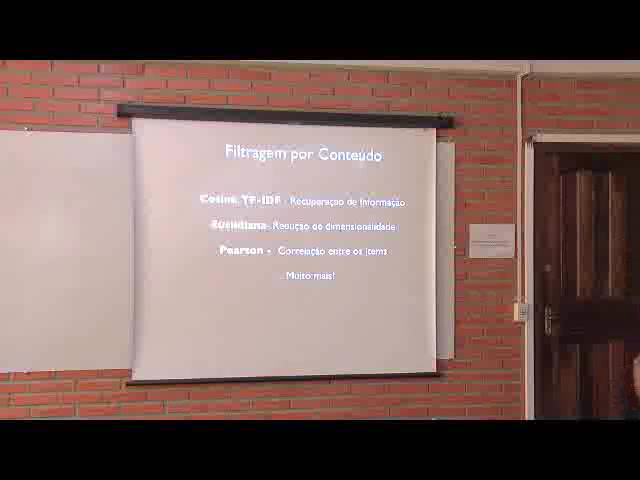 Filtragem por Conteúdo
Cosine, TF-IDF - Recuperação de Informação
Euclidiana - Redução de dimensionalidade
Pearson - Correlação entre os items
.. Muito mais!